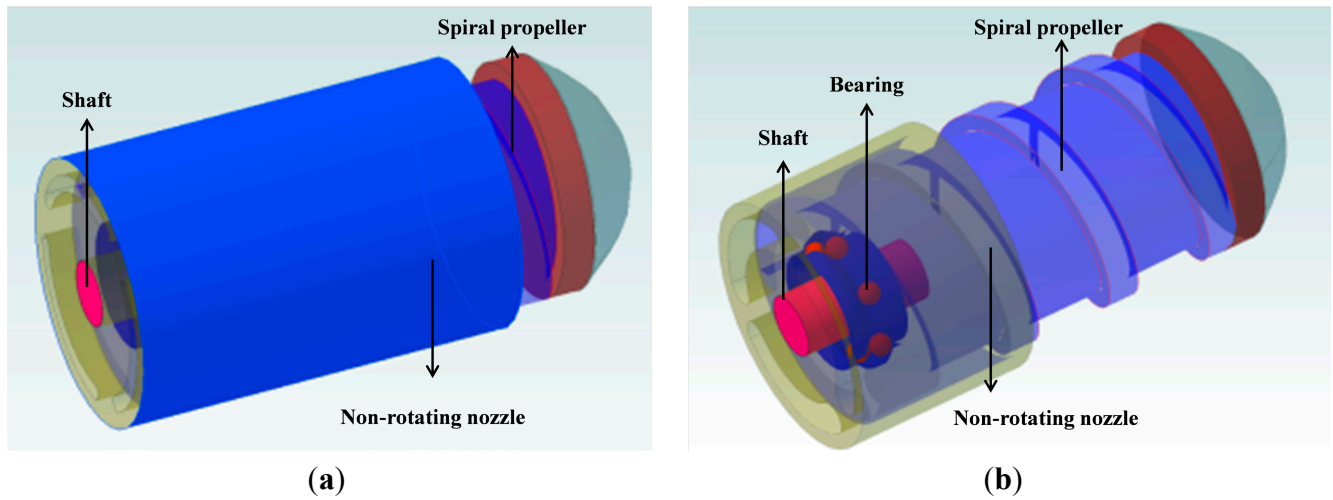 Spiral propeller
Shaft
Non-rotating nozzle
(a)
Spiral propeller
Bearing
Shaft
Non-rotating nozzle
(b)